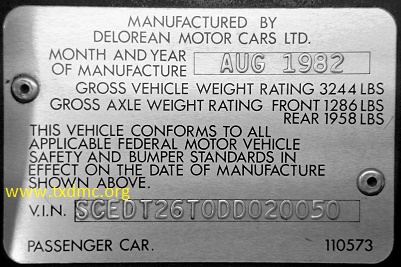 MANUFACTURED BY
DELOREAN MOTOR CARS LTD.
MONTH AND YEAR
OF MANUFACTURE AUG 1982
GROSS VEHICLE WEIGHT RATING 3244 LBS
GROSS AXLE WEIGHT RATING FRONT 1286 LBS
REAR 1958 LBS
THIS VEHICLE CONFORMS TO ALL
APPLICABLE FEDERAL MOTOR VEHICLE
SAFETY AND BUMPER STANDARDS IN
EFFECT ON THE DATE OF MANUFACTURE
SHOWN ABOVE.
www.txdmc.org
V.I.N. SCEDT26T0DD020050
PASSENGER CAR. 110573